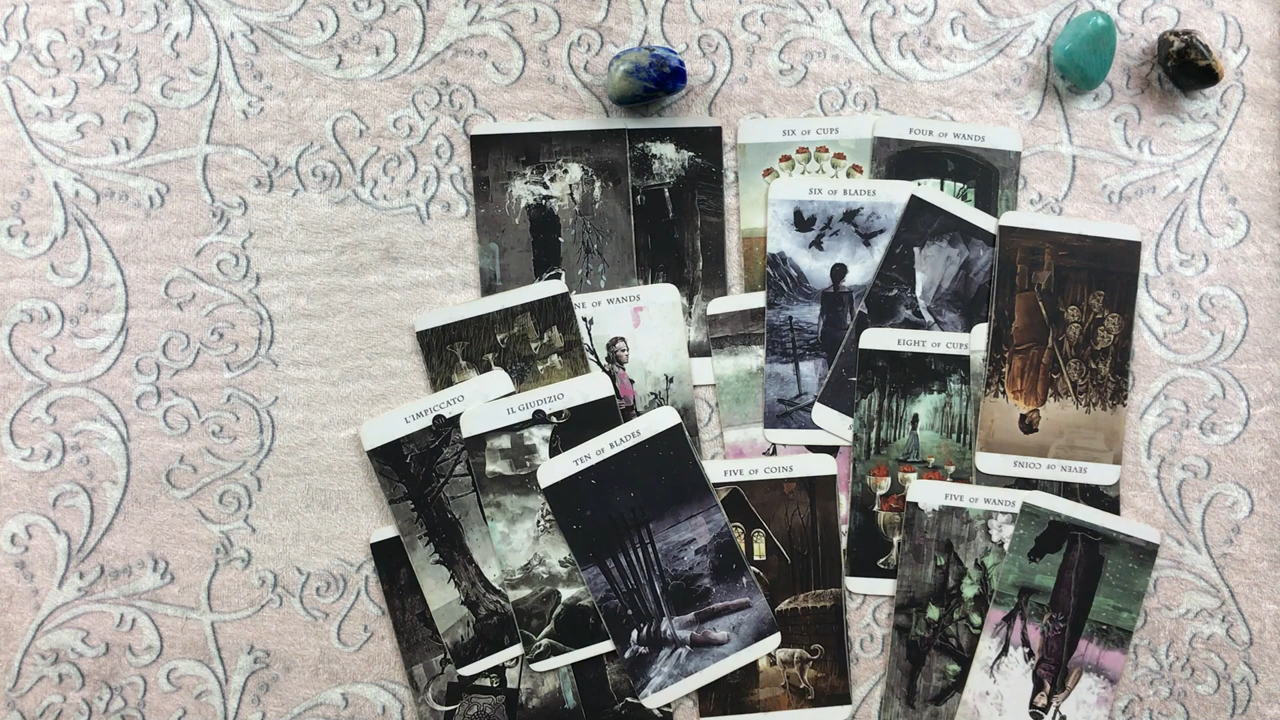 SIX OF CUPS
FOUR OF WANDS
SIX OF BLADES
NE OF WANDS
EIGHT OF CUPS
L'IMPICCATO
IL GIUDIZIO
TEN OF BLADES
FIVE OF COINS
SEVEN OF COINS
FIVE OF WANDS